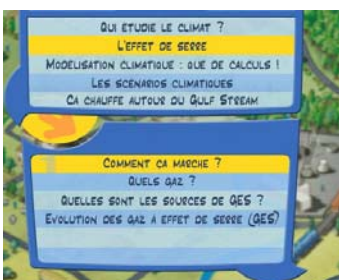 QUI ETUDIE LE CLIMAT ?
L'EFFET DE SERRE
MODELISATION CLIMATIQUE : QUE DE CALCULS !
LES SCENARIOS CLIMATIQUES
CA CHAUFFE AUTOUR DU GULF STREAM
COMMENT CA MARCHE ?
QUELS GAZ ?
QUELLES SONT LES SOURCES DE GES ?
EVOLUTION DES GAZ A EFFET DE SERRE (GES)